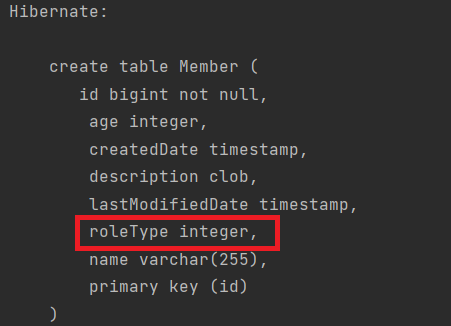 Hibernate:
create table Member (
id bigint not null,
age integer,
createdDate timestamp,
description clob,
lastModifiedDate timestamp,
roleType integer,
name varchar(255),
primary key (id)
)